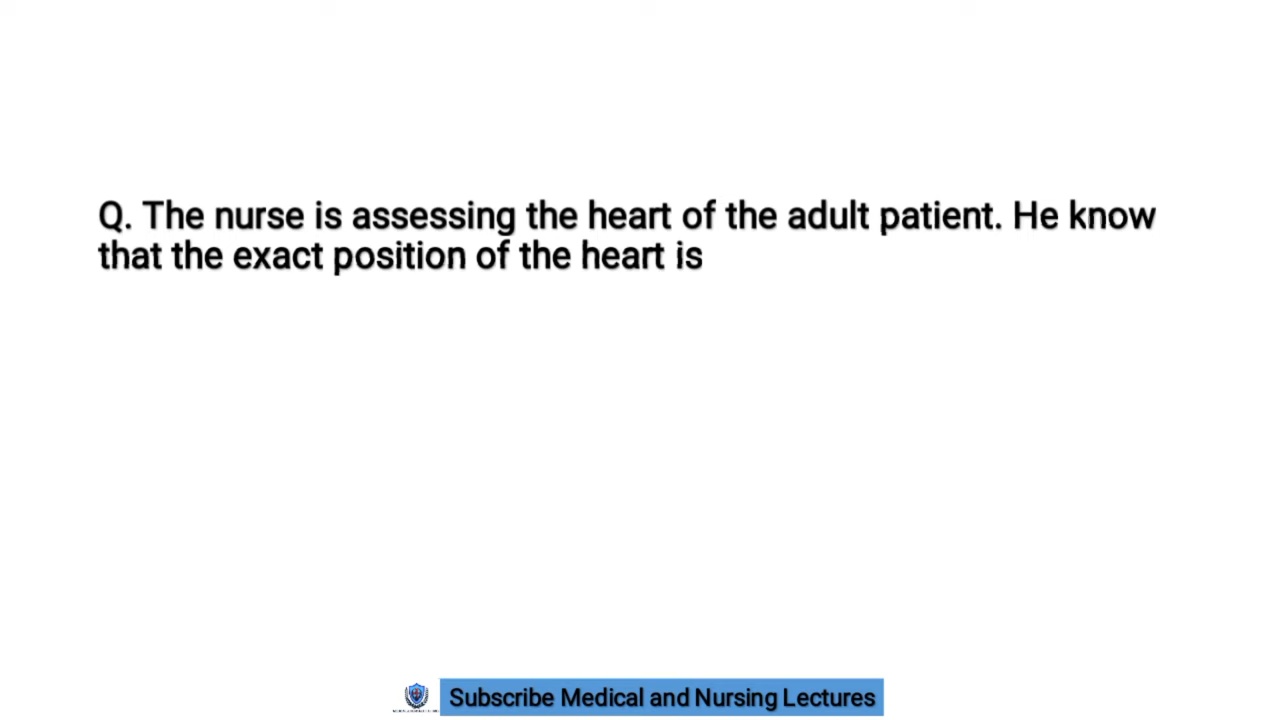 Q. The nurse is assessing the heart of the adult patient. He know
that the exact position of the heart is
Subscribe Medical and Nursing Lectures